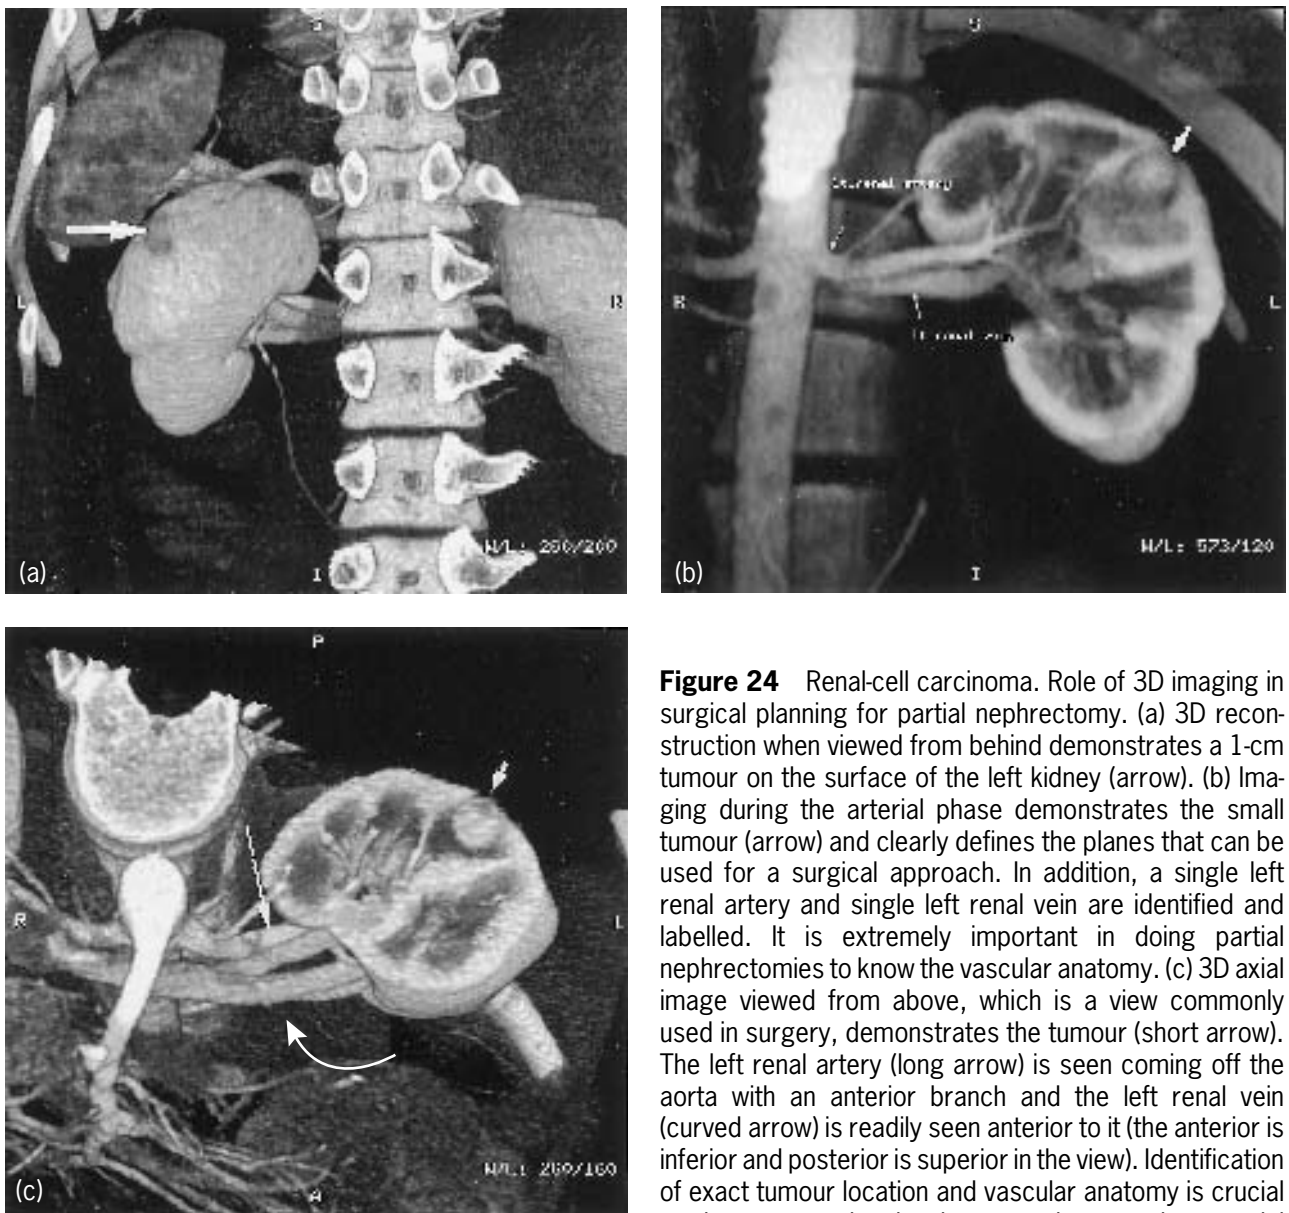 S
L
R
W/L: 260/200
(a)
I
S
renal artery
R
L
W/L: 573/120
(b)
I
P
R
L
W/L: 260/160
(c)
A
Figure 24 Renal-cell carcinoma. Role of 3D imaging in
surgical planning for partial nephrectomy. (a) 3D recon-
struction when viewed from behind demonstrates a 1-cm
tumour on the surface of the left kidney (arrow). (b) Ima-
ging during the arterial phase demonstrates the small
tumour (arrow) and clearly defines the planes that can be
used for a surgical approach. In addition, a single left
renal artery and single left renal vein are identified and
labelled. It is extremely important in doing partial
nephrectomies to know the vascular anatomy. (c) 3D axial
image viewed from above, which is a view commonly
used in surgery, demonstrates the tumour (short arrow).
The left renal artery (long arrow) is seen coming off the
aorta with an anterior branch and the left renal vein
(curved arrow) is readily seen anterior to it (the anterior is
inferior and posterior is superior in the view). Identification
of exact tumour location and vascular anatomy is crucial